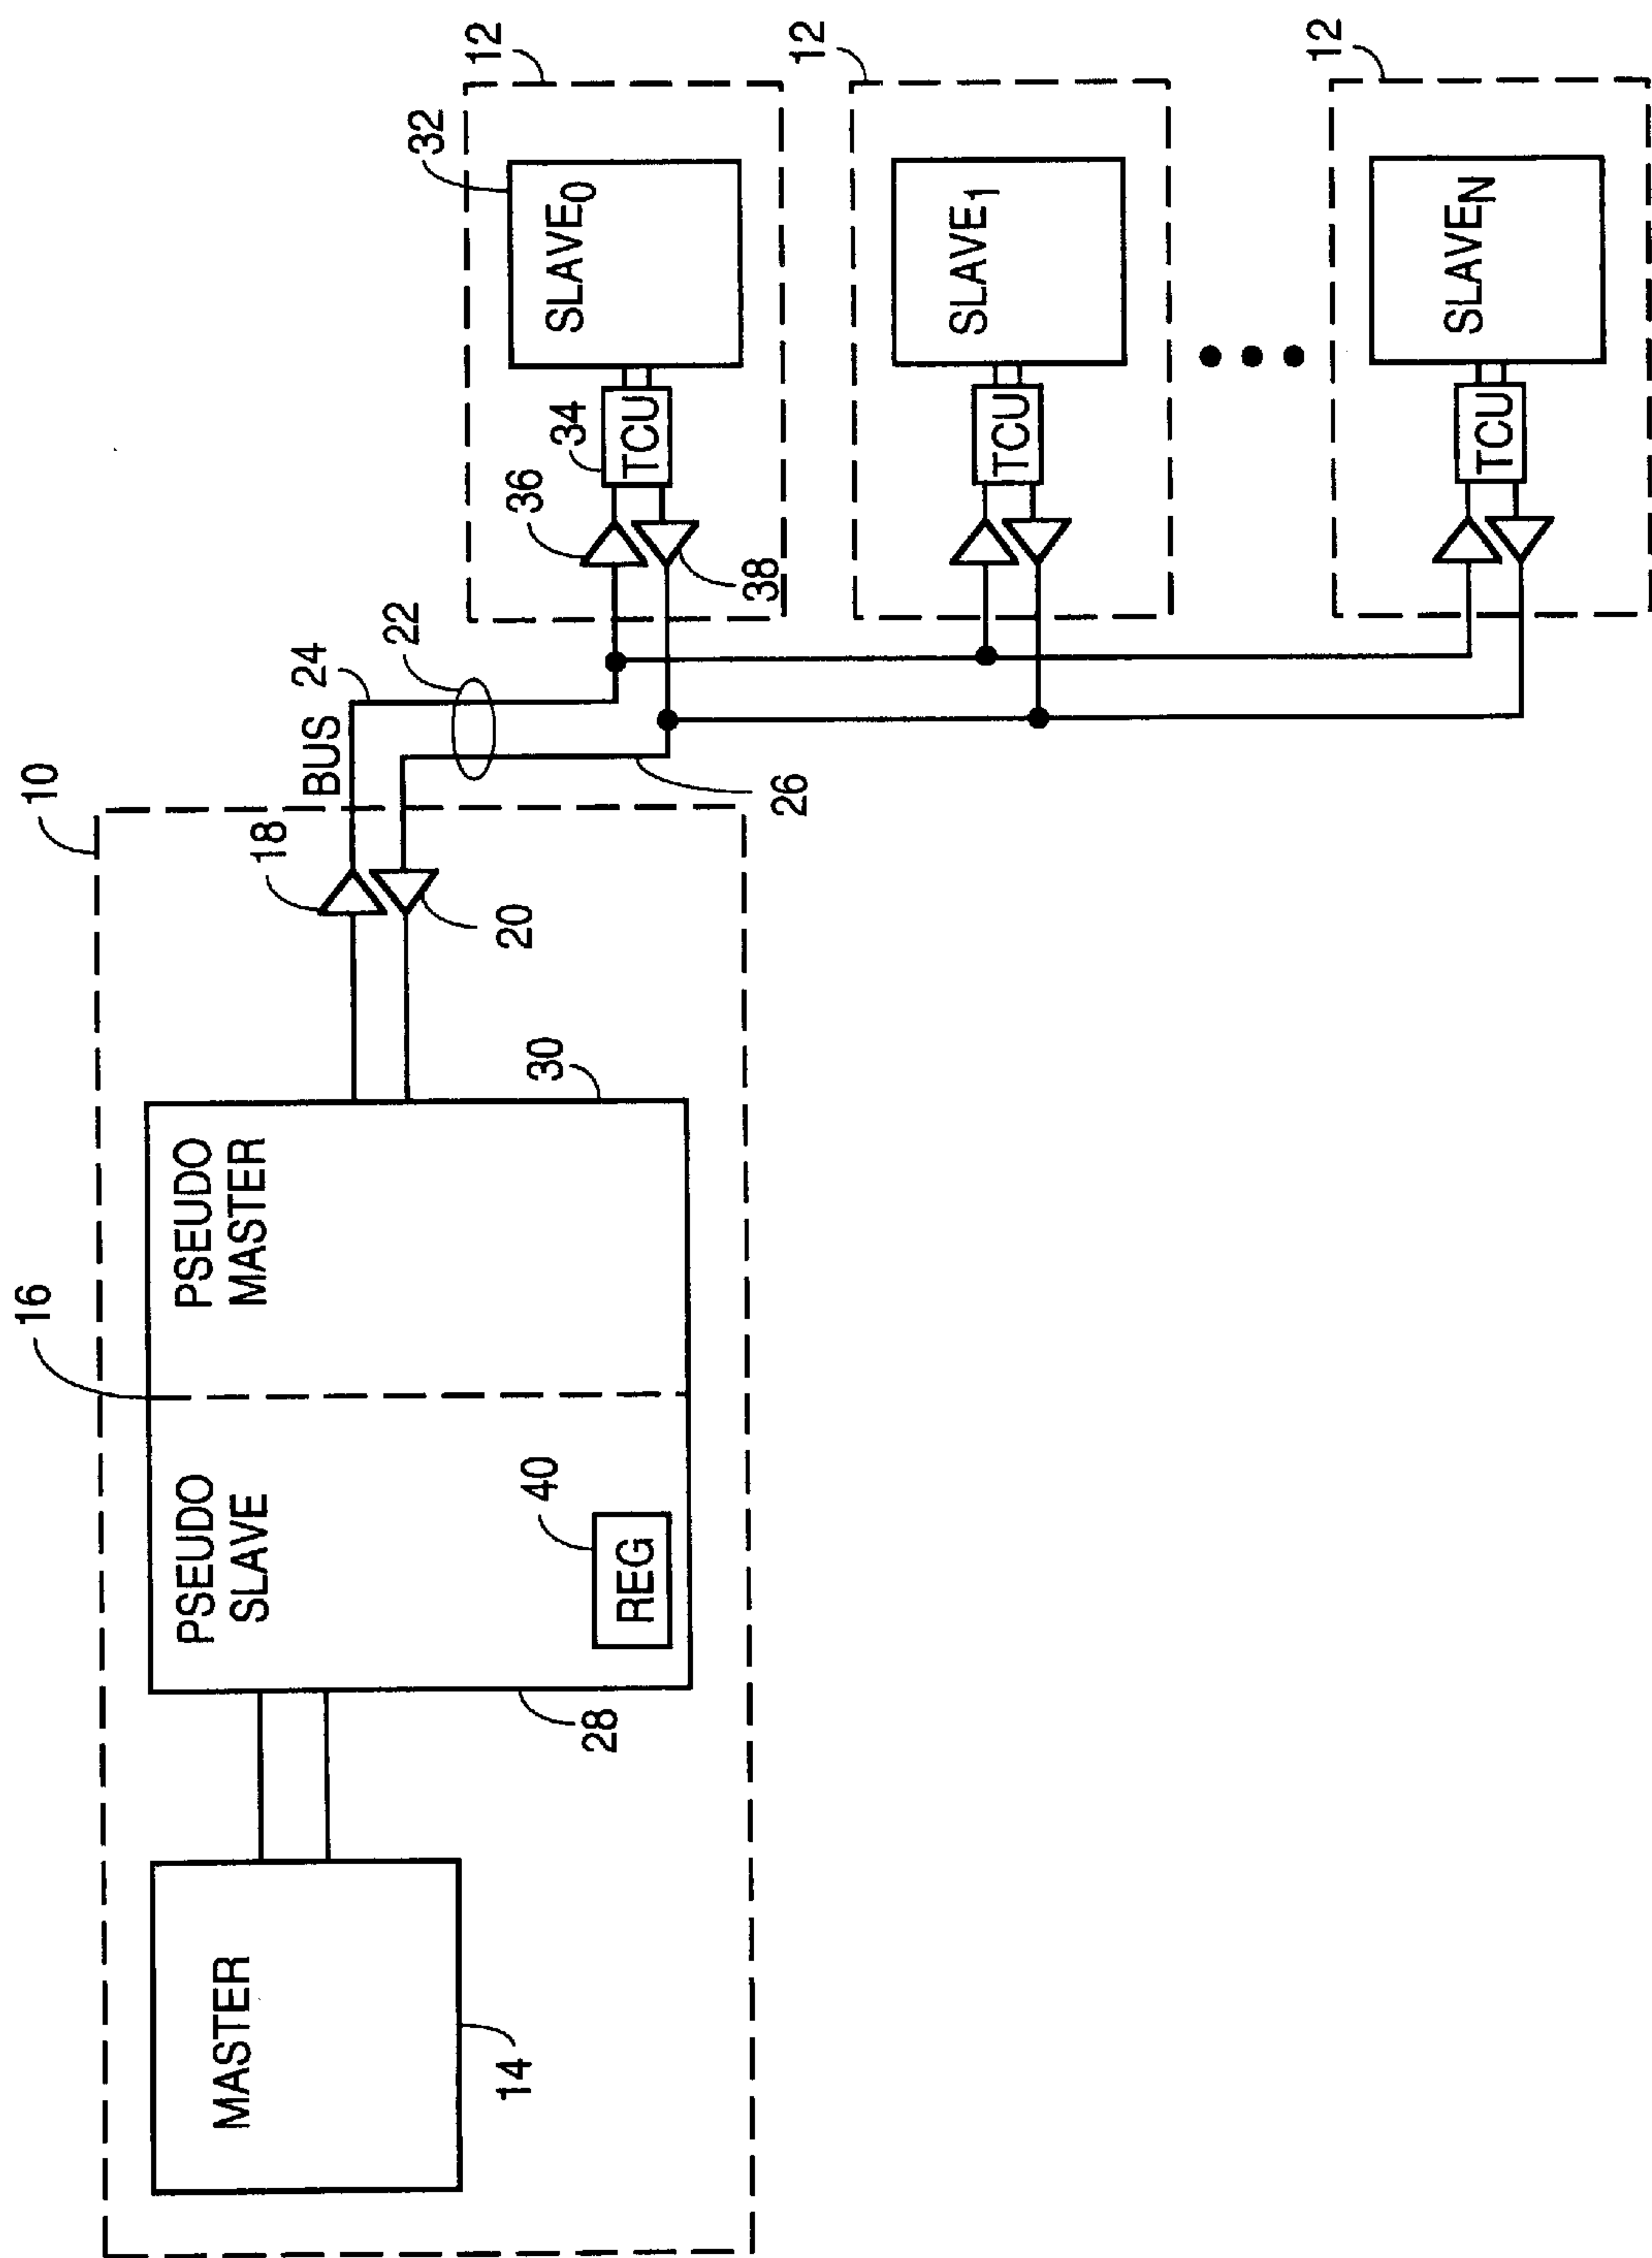 10
MASTER
14
PSEUDO
SLAVE
28
REG
40
16
PSEUDO
MASTER
30
18
20
BUS
24
22
26
12
32
SLAVE0
34
TCU
36
38
12
SLAVE1
TCU
12
SLAVEN
TCU